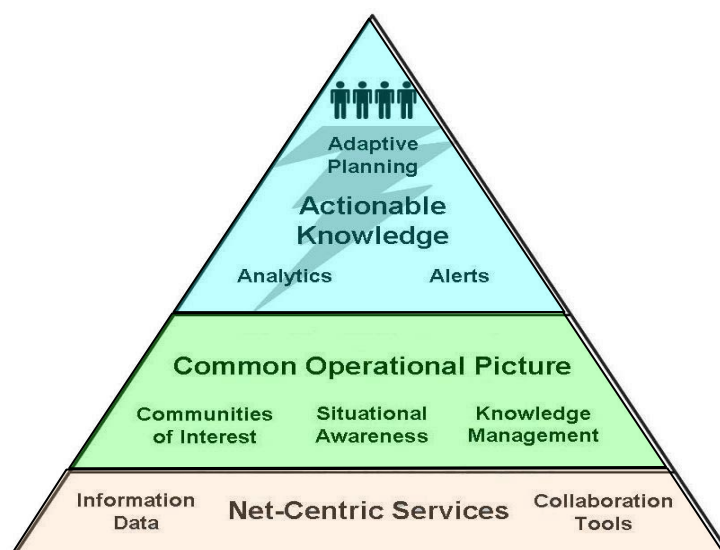 Adaptive
Planning
Actionable
Knowledge
Analytics
Alerts
Common Operational Picture
Communities
of Interest
Situational
Awareness
Knowledge
Management
Information
Data
Net-Centric Services
Collaboration
Tools